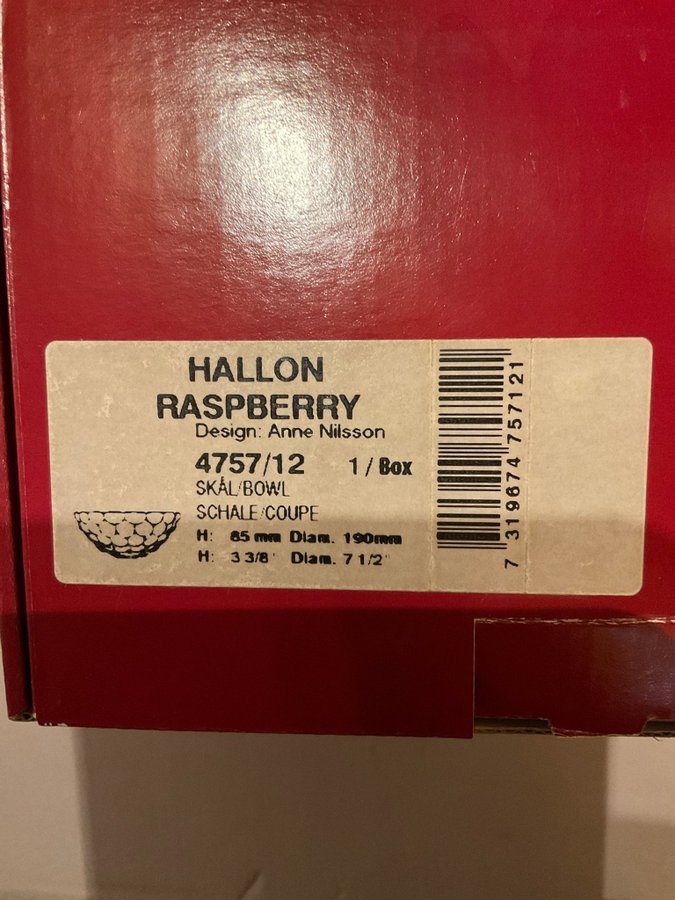 HALLON
RASPBERRY
Design: Anne Nilsson
4757/12 1/Box
SKÅL/BOWL
SCHALE/COUPE
H: 85 mm Diam. 190mm
H: 3 3/8" Diam. 7 1/2"
7 319674 757121